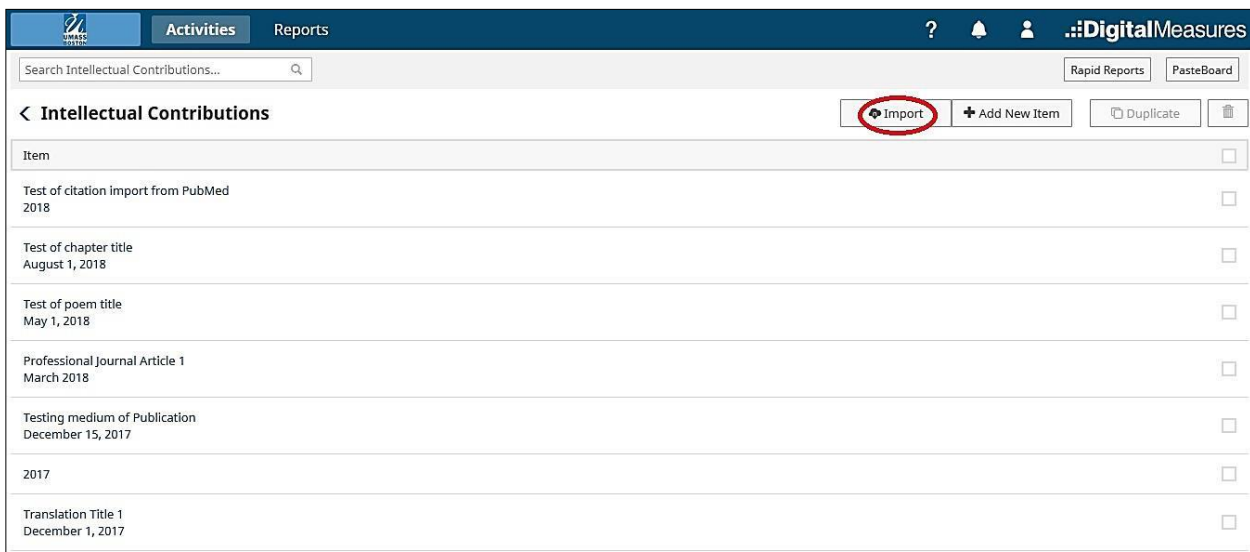 UMASS
BOSTON
Activities
Reports
?
.::DigitalMeasures
Search Intellectual Contributions...
Rapid Reports
PasteBoard
< Intellectual Contributions
Import
+ Add New Item
Duplicate
Item
Test of citation import from PubMed
2018
Test of chapter title
August 1, 2018
Test of poem title
May 1, 2018
Professional Journal Article 1
March 2018
Testing medium of Publication
December 15, 2017
2017
Translation Title 1
December 1, 2017